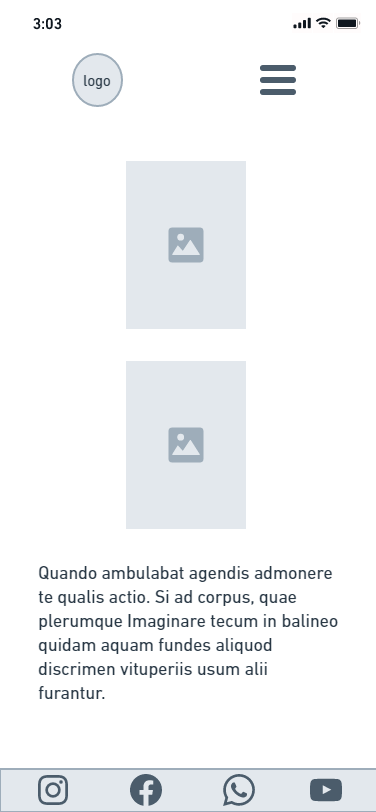 3:03
logo
Quando ambulabat agendis admonere
te qualis actio. Si ad corpus, quae
plerumque Imaginare tecum in balineo
quidam aquam fundes aliquod
discrimen vituperiis usum alii
furantur.